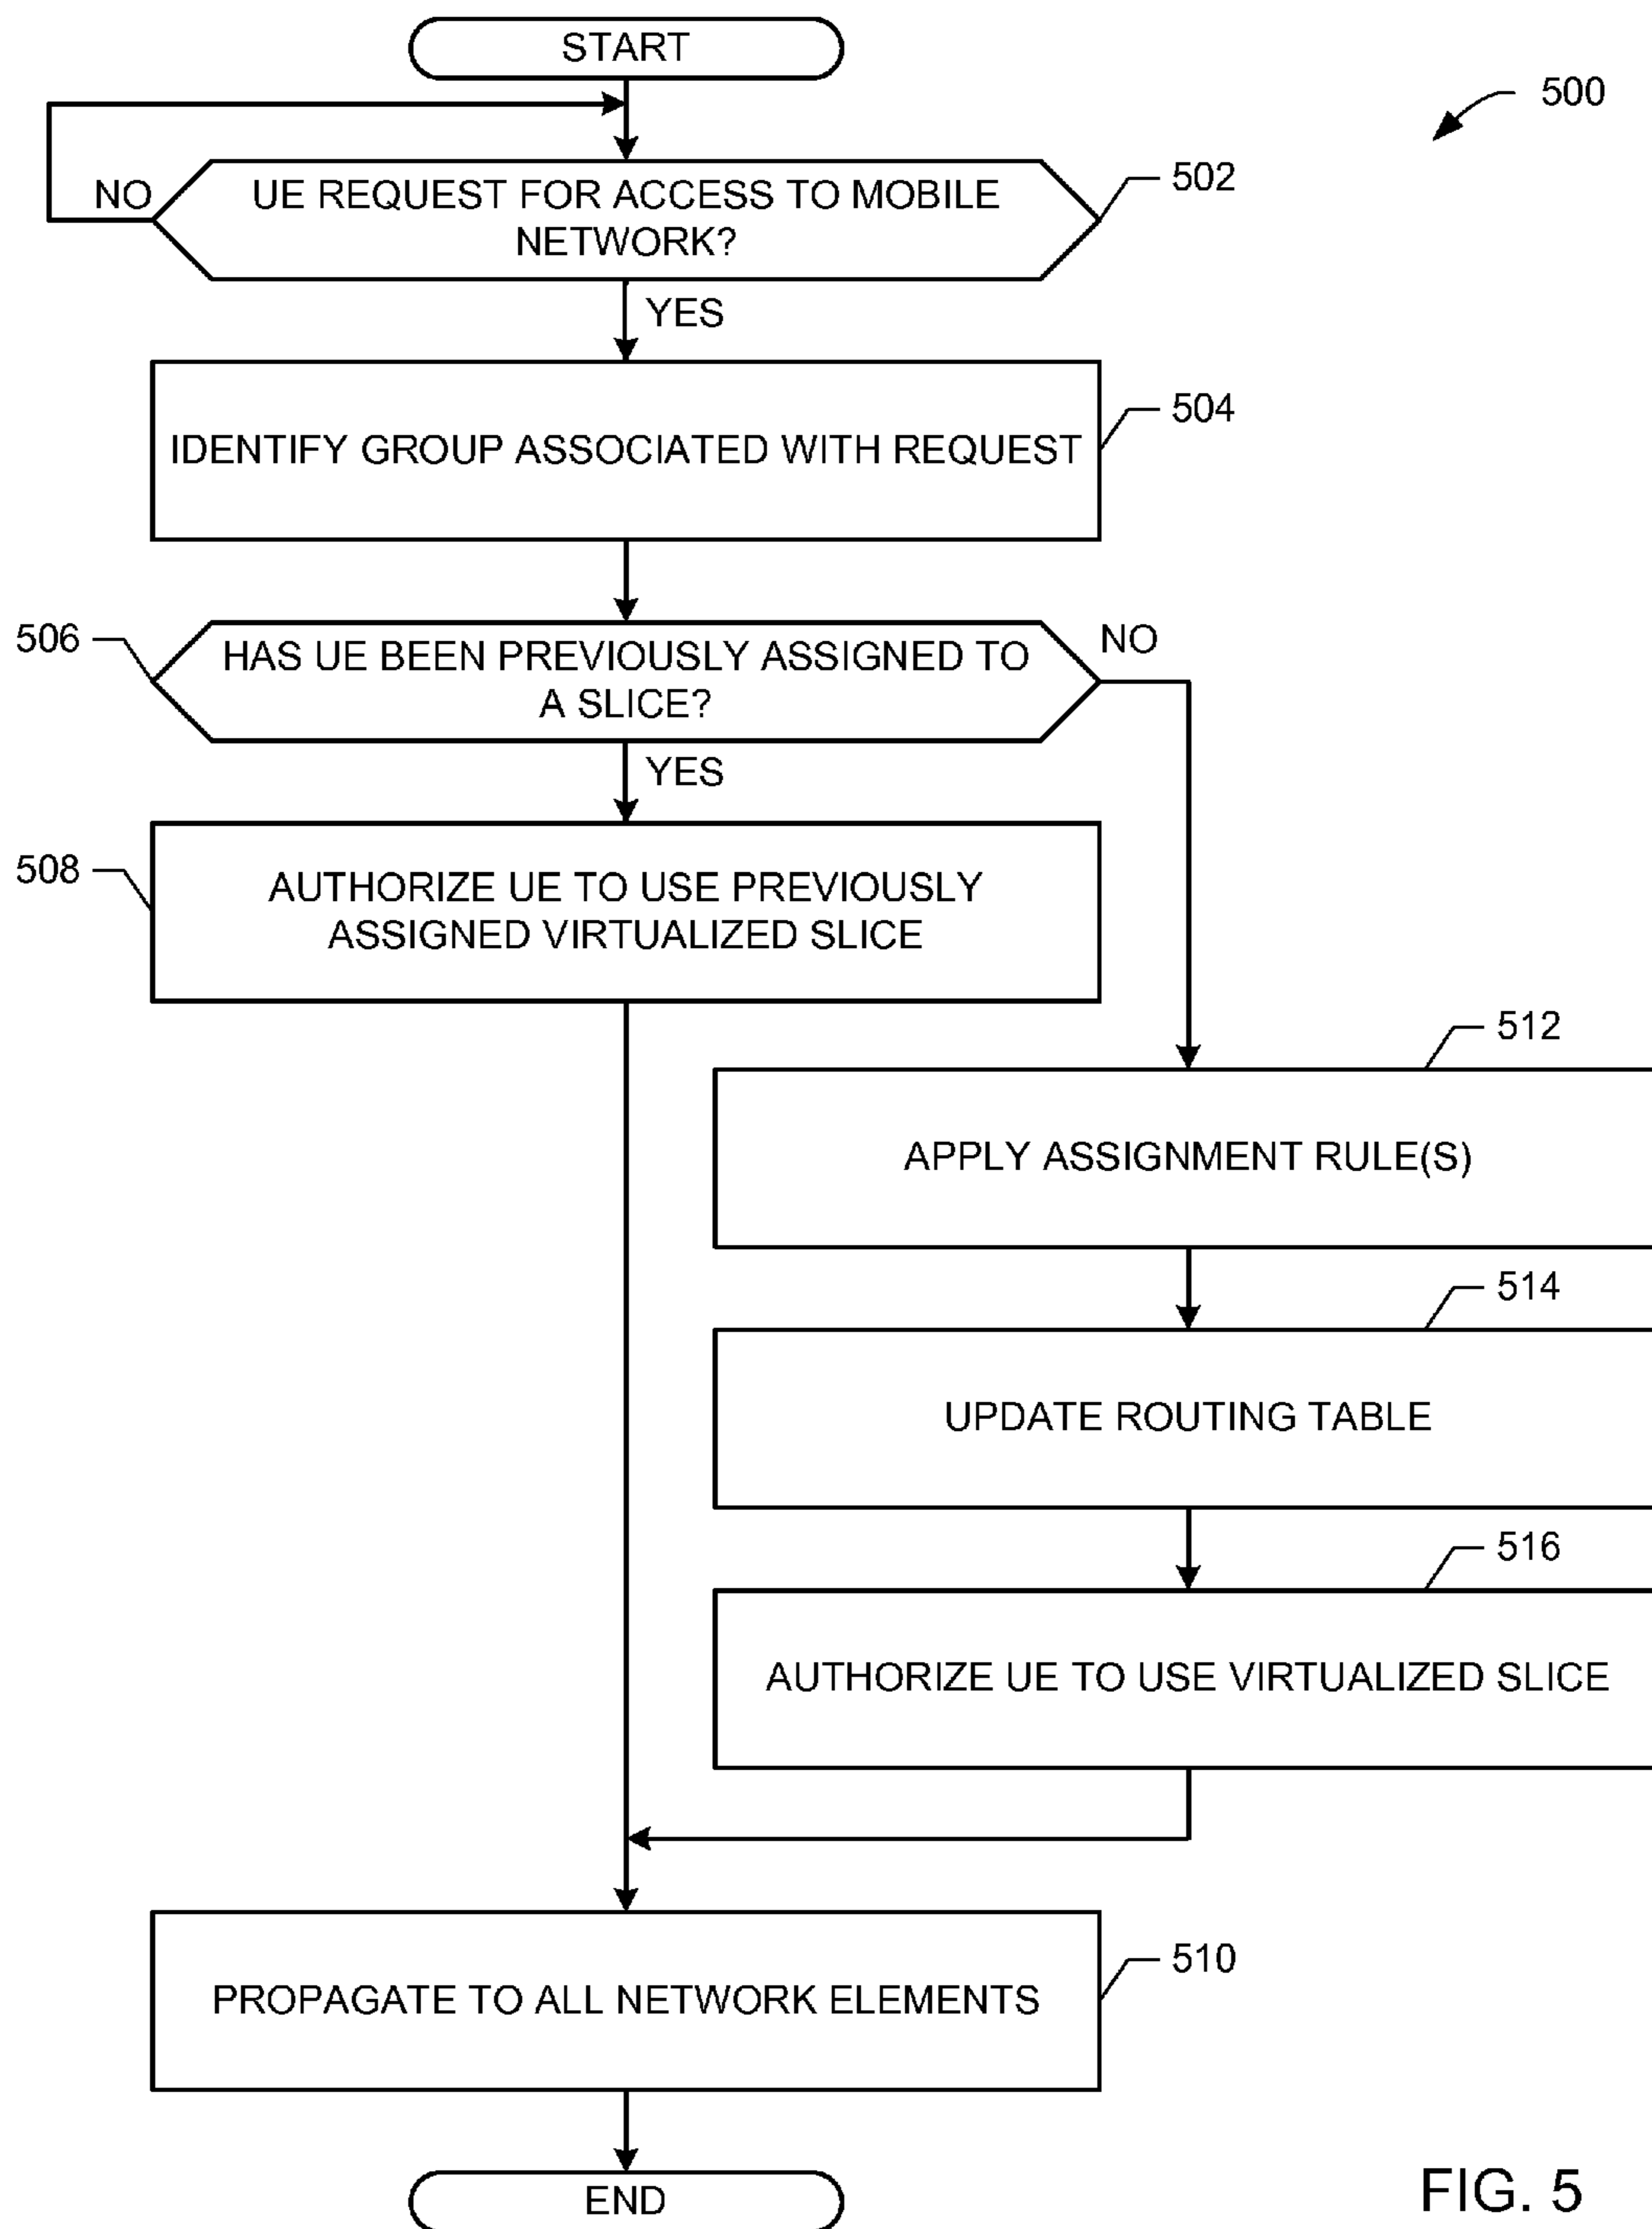 START
500
NO
UE REQUEST FOR ACCESS TO MOBILE
NETWORK?
502
YES
IDENTIFY GROUP ASSOCIATED WITH REQUEST
504
506
HAS UE BEEN PREVIOUSLY ASSIGNED TO
A SLICE?
NO
YES
508
AUTHORIZE UE TO USE PREVIOUSLY
ASSIGNED VIRTUALIZED SLICE
512
APPLY ASSIGNMENT RULE(S)
514
UPDATE ROUTING TABLE
516
AUTHORIZE UE TO USE VIRTUALIZED SLICE
PROPAGATE TO ALL NETWORK ELEMENTS
510
END
FIG. 5